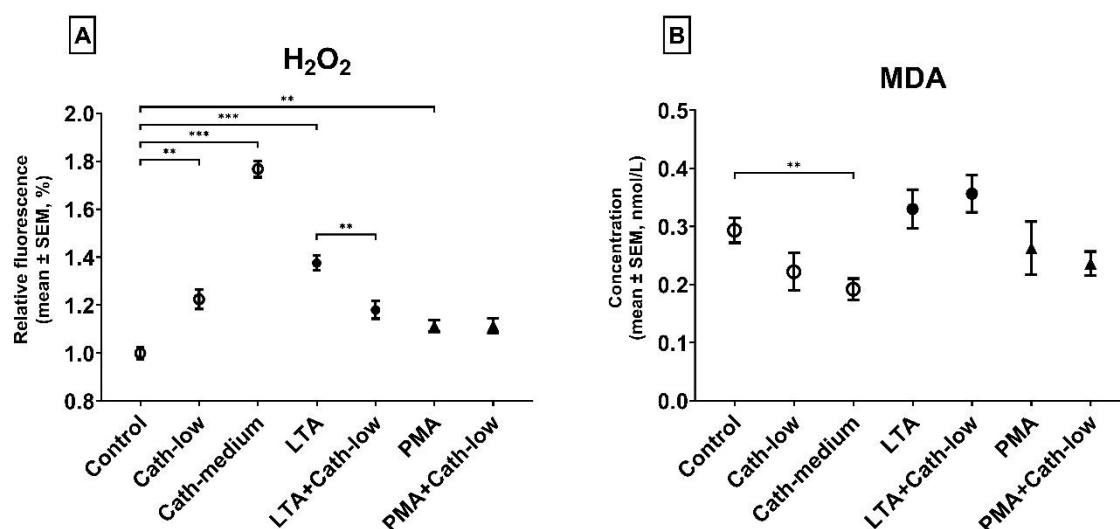 A
H₂O₂
Relative fluorescence
(mean ± SEM, %)
2.0
1.8
1.6
1.4
1.2
1.0
0.8
**
***
***
**
**
Control
Cath-low
Cath-medium
LTA
LTA+Cath-low
PMA
PMA+Cath-low
B
MDA
Concentration
(mean ± SEM, nmol/L)
0.5
0.4
0.3
0.2
0.1
0.0
**
Control
Cath-low
Cath-medium
LTA
LTA+Cath-low
PMA
PMA+Cath-low